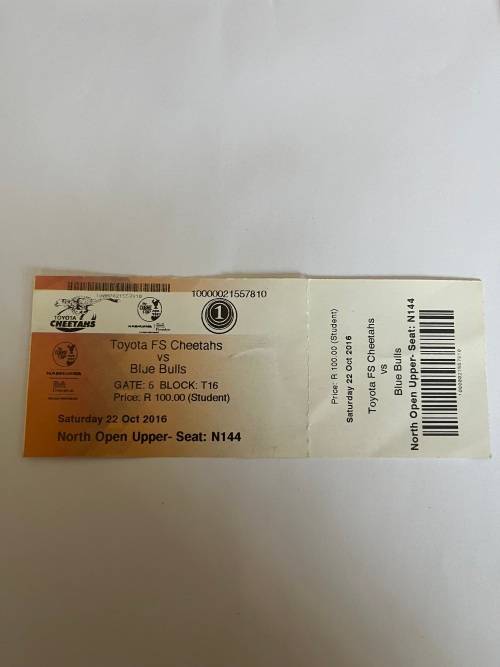 10000021557810
TOYOTA
CHEETAHS
1
Toyota FS Cheetahs
vs
Blue Bulls
GATE: 5 BLOCK: T16
Price: R 100.00 (Student)
Saturday 22 Oct 2016
North Open Upper- Seat: N144
Price: R 100.00 (Student)
Saturday 22 Oct 2016
Toyota FS Cheetahs
vs
Blue Bulls
North Open Upper- Seat: N144